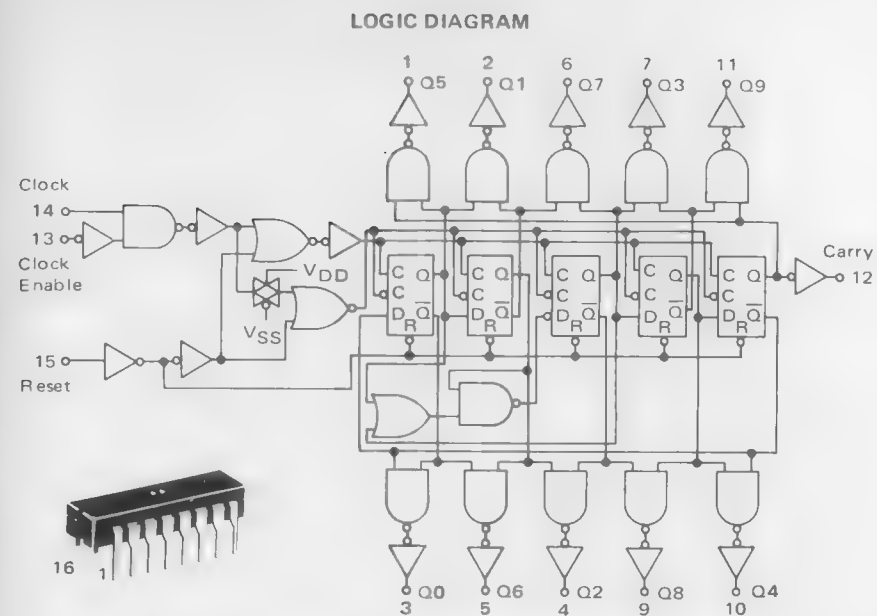 LOGIC DIAGRAM
1 2 6 7 11
Q5 Q1 Q7 Q3 Q9
Clock
14
13
Clock
Enable
VDD
VSS
15
Reset
C Q C Q C Q C Q C Q
C Q̅ C Q̅ C Q̅ C Q̅ C Q̅
D D D D D
R R R R R
Carry
12
16 1
Q0 Q6 Q2 Q8 Q4
3 5 4 9 10